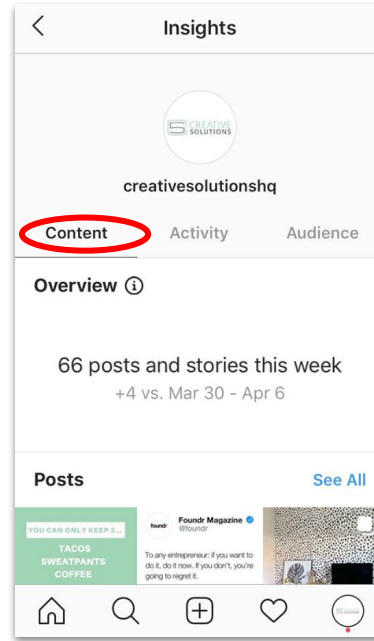 Insights
CREATIVE
SOLUTIONS
creativesolutionshq
Content Activity Audience
Overview
66 posts and stories this week
+4 vs. Mar 30 - Apr 6
Posts See All
YOU CAN ONLY KEEP 3...
TACOS
SWEATPANTS
COFFEE
foundr Foundr Magazine
@foundr
To any entrepreneur: if you want to
do it, do it now. If you don't, you're
going to regret it.